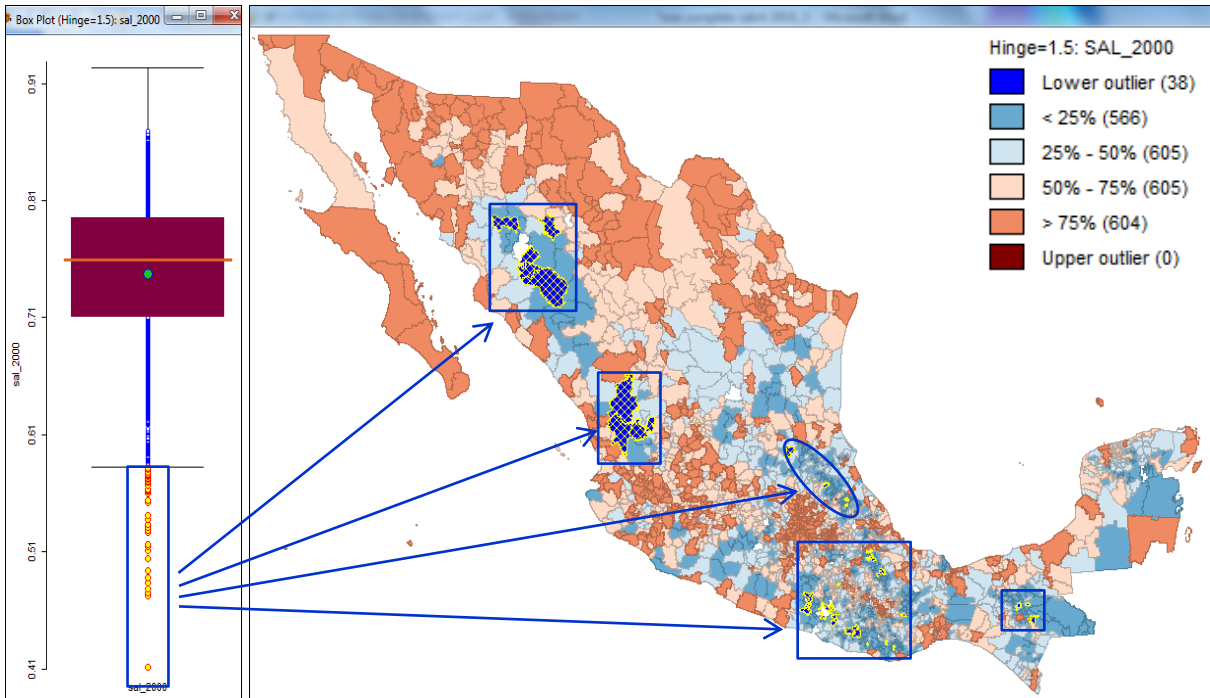 Box Plot (Hinge=1.5): sal_2000
0.91
0.81
0.71
0.61
0.51
0.41
sal_2000
sal_2000
Hinge=1.5: SAL_2000
Lower outlier (38)
< 25% (566)
25% - 50% (605)
50% - 75% (605)
> 75% (604)
Upper outlier (0)